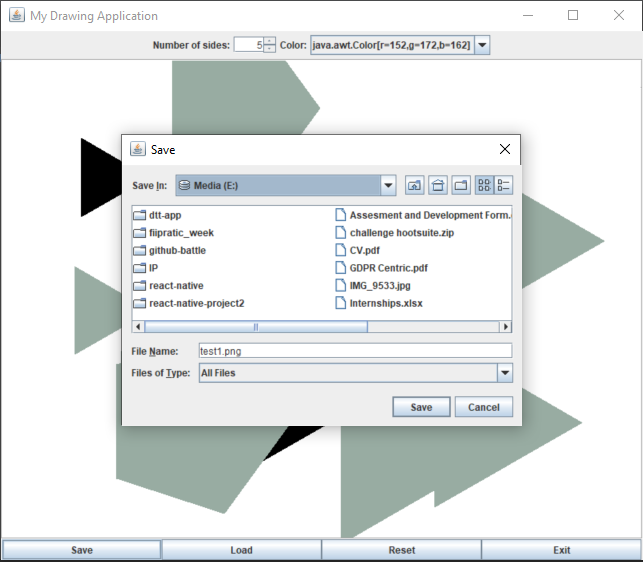 My Drawing Application
Number of sides: 5 Color: java.awt.Color[r=152,g=172,b=162]
Save
Save In: Media (E:)
dtt-app
fiipratic_week
github-battle
IP
react-native
react-native-project2
Assesment and Development Form.
challenge hootsuite.zip
CV.pdf
GDPR Centric.pdf
IMG_9533.jpg
Internships.xlsx
File Name: test1.png
Files of Type: All Files
Save Cancel
Save Load Reset Exit